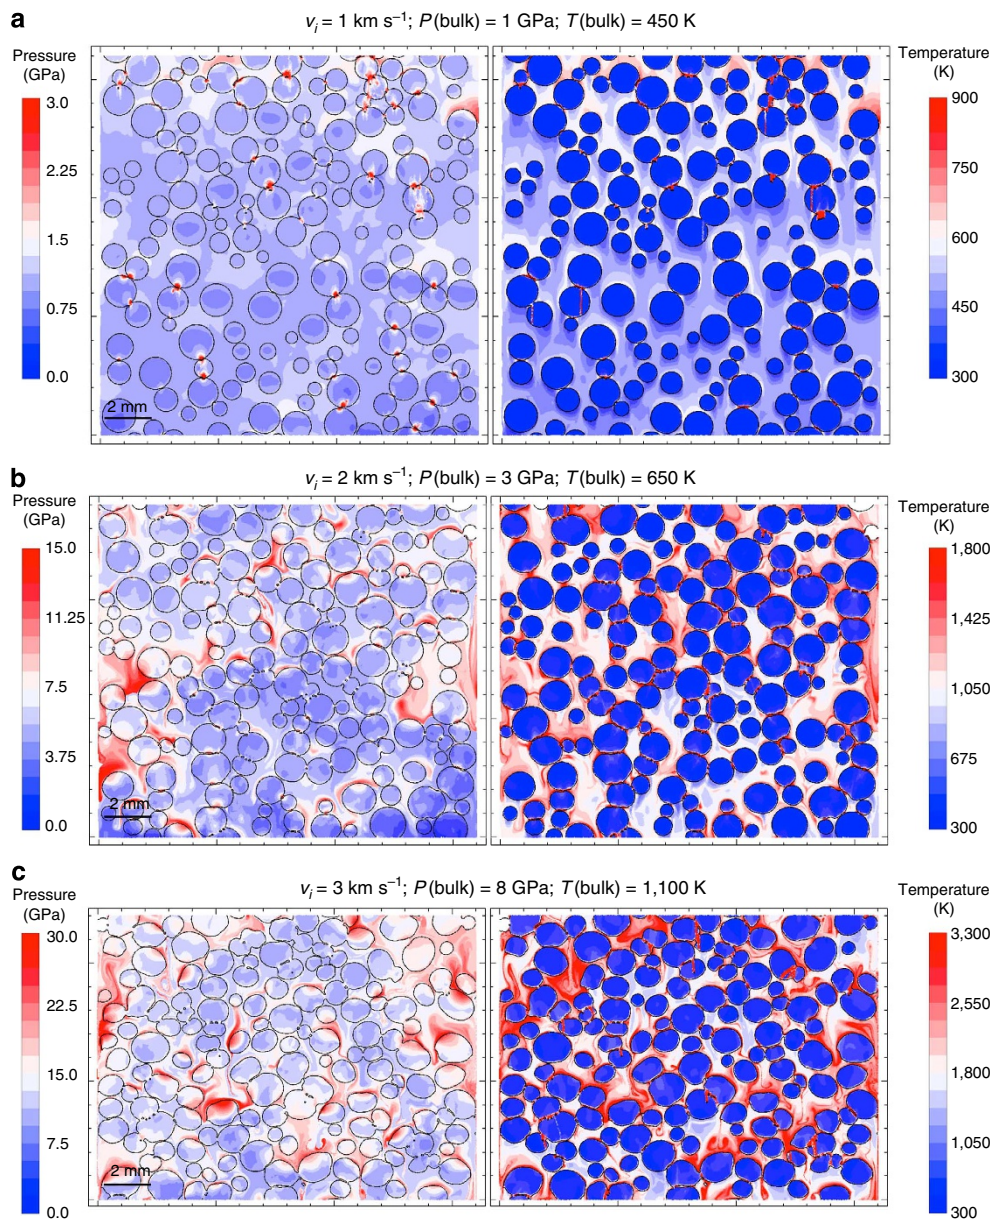 a
v_i = 1 km s⁻¹; P(bulk) = 1 GPa; T(bulk) = 450 K
Pressure
(GPa)
3.0
2.25
1.5
0.75
0.0
2 mm
Temperature
(K)
900
750
600
450
300
b
v_i = 2 km s⁻¹; P(bulk) = 3 GPa; T(bulk) = 650 K
Pressure
(GPa)
15.0
11.25
7.5
3.75
0.0
2 mm
Temperature
(K)
1,800
1,425
1,050
675
300
c
v_i = 3 km s⁻¹; P(bulk) = 8 GPa; T(bulk) = 1,100 K
Pressure
(GPa)
30.0
22.5
15.0
7.5
0.0
2 mm
Temperature
(K)
3,300
2,550
1,800
1,050
300